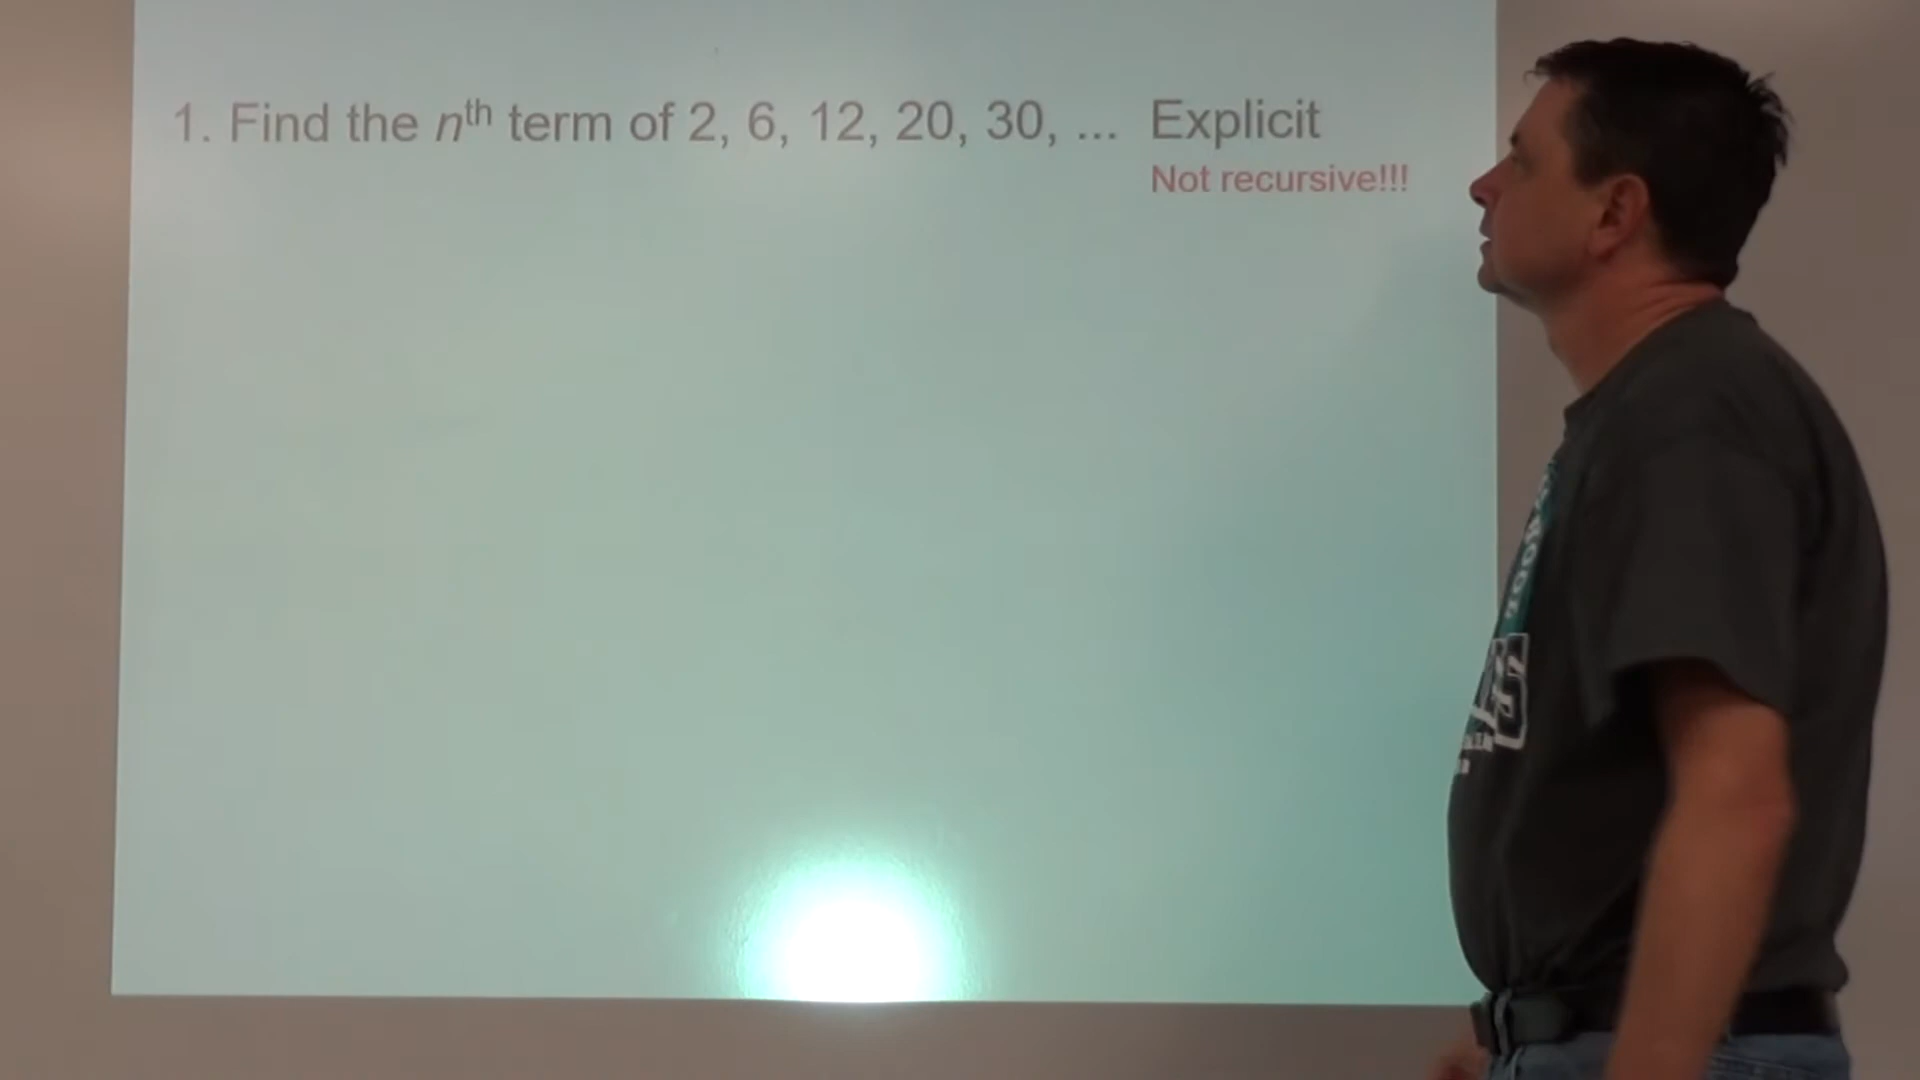 1. Find the nth term of 2, 6, 12, 20, 30, ... Explicit
Not recursive!!!